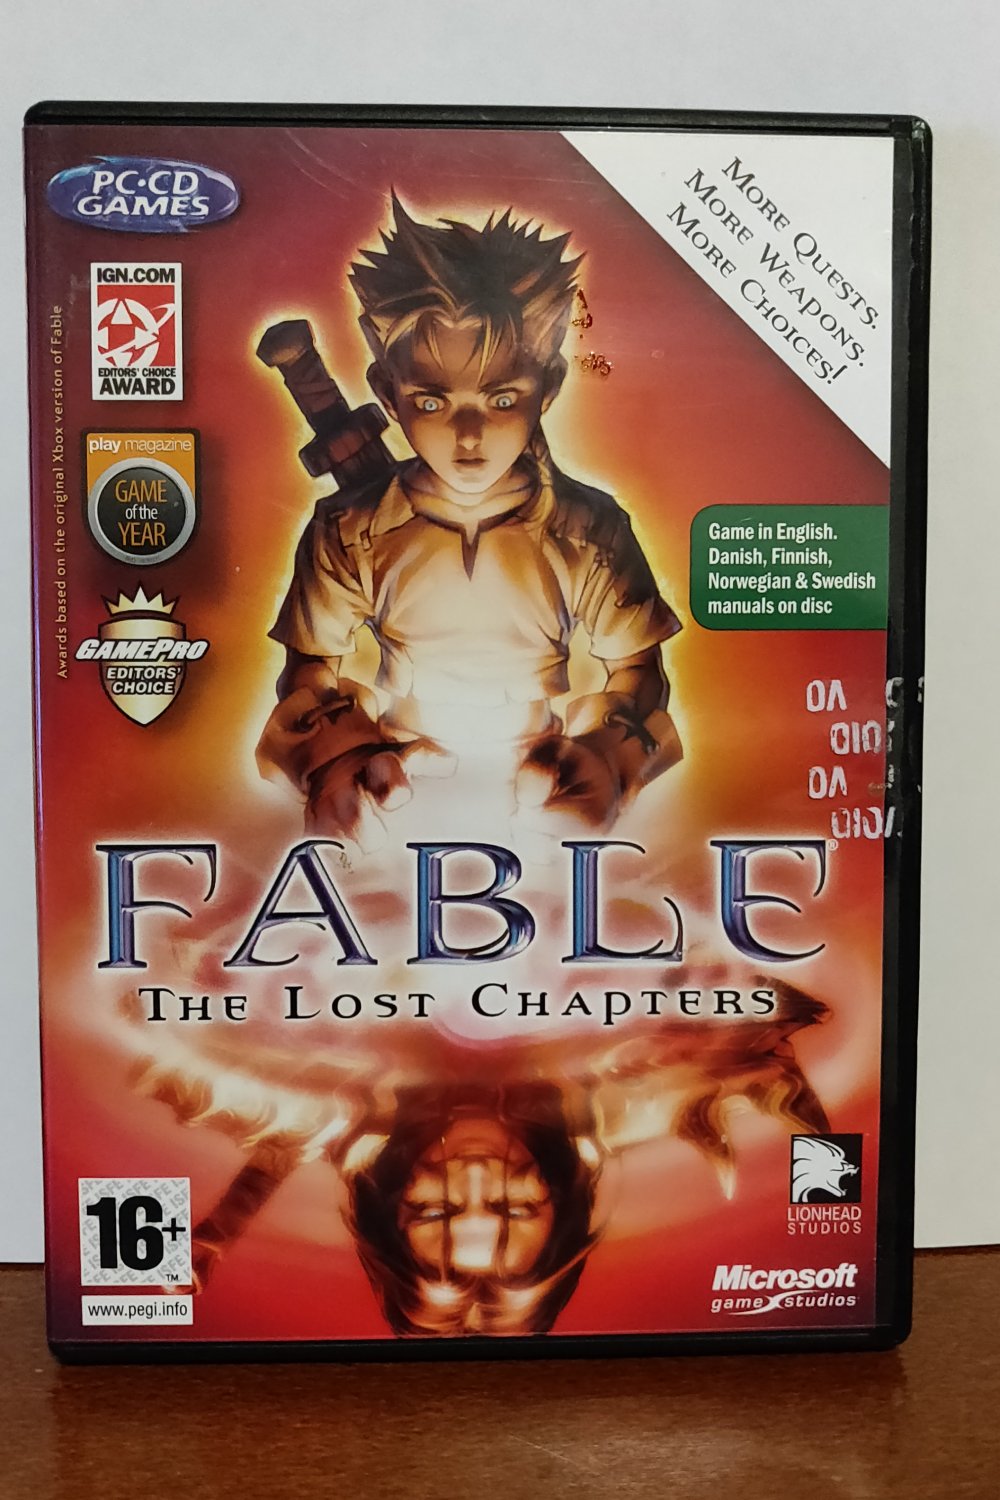 PC·CD
GAMES
IGN.COM
EDITORS' CHOICE
AWARD
Awards based on the original Xbox version of Fable
play magazine
GAME
of the
YEAR
GAMEPRO
EDITORS'
CHOICE
More Quests.
More Weapons.
More Choices!
Game in English.
Danish, Finnish,
Norwegian & Swedish
manuals on disc
FABLE®
The Lost Chapters
16+
TM
www.pegi.info
LIONHEAD
STUDIOS
Microsoft
game studios